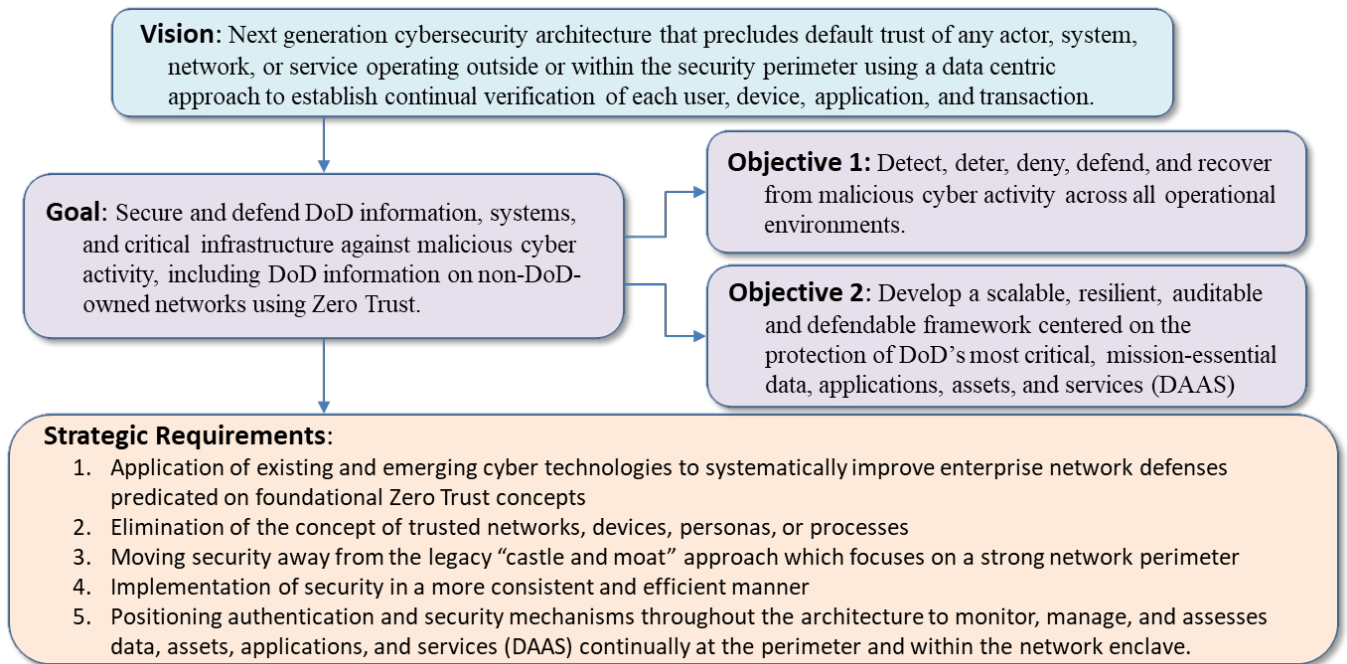 Vision: Next generation cybersecurity architecture that precludes default trust of any actor, system,
network, or service operating outside or within the security perimeter using a data centric
approach to establish continual verification of each user, device, application, and transaction.
Goal: Secure and defend DoD information, systems,
and critical infrastructure against malicious cyber
activity, including DoD information on non-DoD-
owned networks using Zero Trust.
Objective 1: Detect, deter, deny, defend, and recover
from malicious cyber activity across all operational
environments.
Objective 2: Develop a scalable, resilient, auditable
and defendable framework centered on the
protection of DoD’s most critical, mission-essential
data, applications, assets, and services (DAAS)
Strategic Requirements:
1. Application of existing and emerging cyber technologies to systematically improve enterprise network defenses
predicated on foundational Zero Trust concepts
2. Elimination of the concept of trusted networks, devices, personas, or processes
3. Moving security away from the legacy “castle and moat” approach which focuses on a strong network perimeter
4. Implementation of security in a more consistent and efficient manner
5. Positioning authentication and security mechanisms throughout the architecture to monitor, manage, and assesses
data, assets, applications, and services (DAAS) continually at the perimeter and within the network enclave.